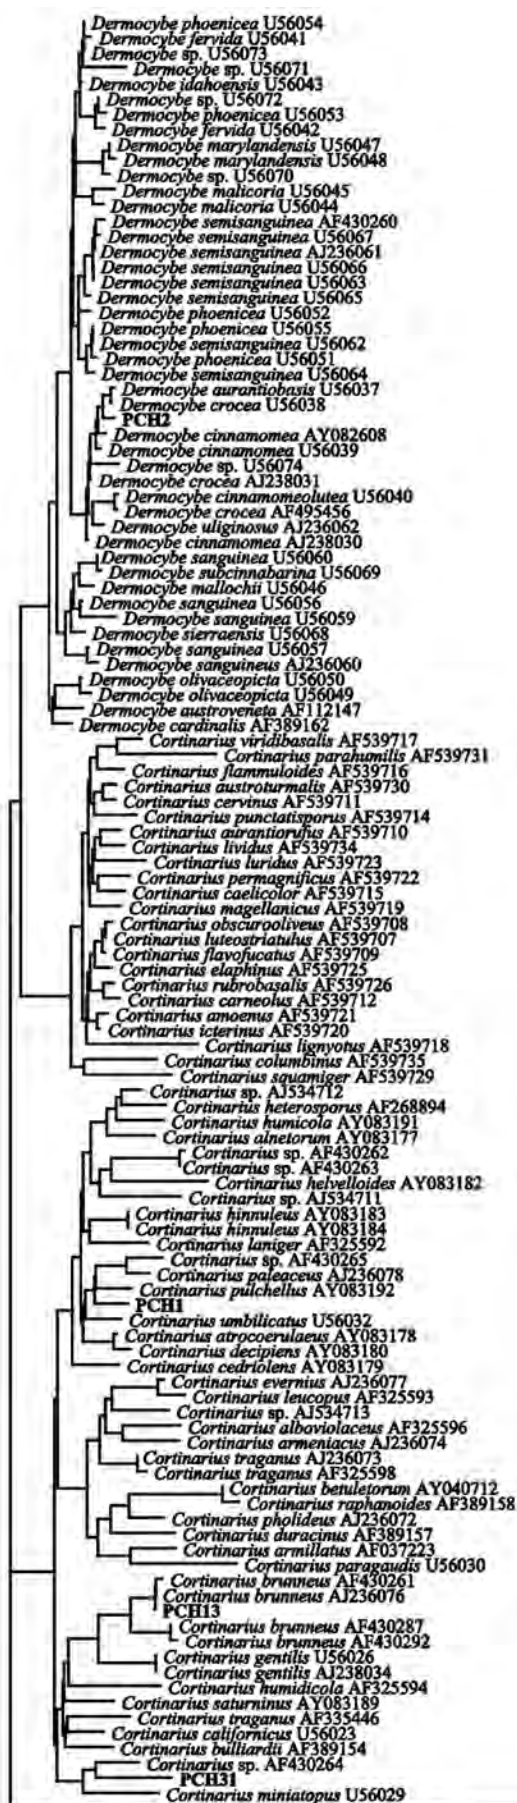 Dermocybe phoenicea U56054
Dermocybe fervida U56041
Dermocybe sp. U56073
Dermocybe sp. U56071
Dermocybe idahoensis U56043
Dermocybe sp. U56072
Dermocybe phoenicea U56053
Dermocybe fervida U56042
Dermocybe marylandensis U56047
Dermocybe marylandensis U56048
Dermocybe sp. U56070
Dermocybe malicoria U56045
Dermocybe malicoria U56044
Dermocybe semisanguinea AF430260
Dermocybe semisanguinea U56067
Dermocybe semisanguinea AJ236061
Dermocybe semisanguinea U56066
Dermocybe semisanguinea U56063
Dermocybe semisanguinea U56065
Dermocybe phoenicea U56052
Dermocybe phoenicea U56055
Dermocybe semisanguinea U56062
Dermocybe phoenicea U56051
Dermocybe semisanguinea U56064
Dermocybe aurantiobasis U56037
Dermocybe crocea U56038
PCH2
Dermocybe cinnamomea AY082608
Dermocybe cinnamomea U56039
Dermocybe sp. U56074
Dermocybe crocea AJ238031
Dermocybe cinnamomeolutea U56040
Dermocybe crocea AF495456
Dermocybe uliginosus AJ236062
Dermocybe cinnamomea AJ238030
Dermocybe sanguinea U56060
Dermocybe subcinnabarina U56069
Dermocybe mallochii U56046
Dermocybe sanguinea U56056
Dermocybe sanguinea U56059
Dermocybe sierraensis U56068
Dermocybe sanguinea U56057
Dermocybe sanguineus AJ236060
Dermocybe olivaceopicta U56050
Dermocybe olivaceopicta U56049
Dermocybe austroveneta AF112147
Dermocybe cardinalis AF389162
Cortinarius viridibasalis AF539717
Cortinarius parahumilis AF539731
Cortinarius flammuloides AF539716
Cortinarius austroturmalis AF539730
Cortinarius cervinus AF539711
Cortinarius punctatisporus AF539714
Cortinarius aurantiorufus AF539710
Cortinarius lividus AF539734
Cortinarius luridus AF539723
Cortinarius permagnificus AF539722
Cortinarius caelicolor AF539715
Cortinarius magellanicus AF539719
Cortinarius obscurooliveus AF539708
Cortinarius luteostriatulus AF539707
Cortinarius flavofucatus AF539709
Cortinarius elaphinus AF539725
Cortinarius rubrobasalis AF539726
Cortinarius carneolus AF539712
Cortinarius amoenus AF539721
Cortinarius icterinus AF539720
Cortinarius lignyotus AF539718
Cortinarius columbinus AF539735
Cortinarius squamiger AF539729
Cortinarius sp. AJ534712
Cortinarius heterosporus AF268894
Cortinarius humicola AY083191
Cortinarius alnetorum AY083177
Cortinarius sp. AF430262
Cortinarius sp. AF430263
Cortinarius helvelloides AY083182
Cortinarius sp. AJ534711
Cortinarius hinnuleus AY083183
Cortinarius hinnuleus AY083184
Cortinarius laniger AF325592
Cortinarius sp. AF430265
Cortinarius paleaceus AJ236078
Cortinarius pulchellus AY083192
PCH1
Cortinarius umbilicatus U56032
Cortinarius atrocoerulaeus AY083178
Cortinarius decipiens AY083180
Cortinarius cedriolens AY083179
Cortinarius evernius AJ236077
Cortinarius leucopus AF325593
Cortinarius sp. AJ534713
Cortinarius alboviolaceus AF325596
Cortinarius armeniacus AJ236074
Cortinarius traganus AJ236073
Cortinarius traganus AF325598
Cortinarius betuletorum AY040712
Cortinarius raphanoides AF389158
Cortinarius pholideus AJ236072
Cortinarius duracinus AF389157
Cortinarius armillatus AF037223
Cortinarius paragaudis U56030
Cortinarius brunneus AF430261
Cortinarius brunneus AJ236076
PCH13
Cortinarius brunneus AF430287
Cortinarius brunneus AF430292
Cortinarius gentilis U56026
Cortinarius gentilis AJ238034
Cortinarius humidicola AF325594
Cortinarius saturninus AY083189
Cortinarius traganus AF335446
Cortinarius californicus U56023
Cortinarius bulliardii AF389154
Cortinarius sp. AF430264
PCH31
Cortinarius miniatopus U56029